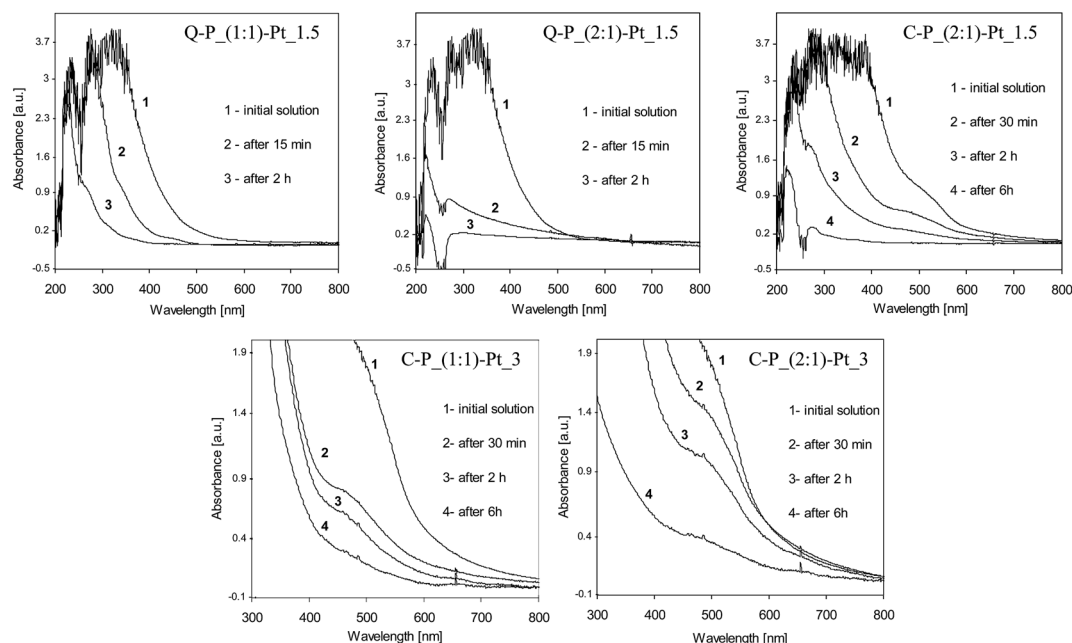 Q-P_(1:1)-Pt_1.5
3.7
3
2.3
1.6
0.9
0.2
-0.5
Absorbance [a.u.]
1
2
3
1 - initial solution
2 - after 15 min
3 - after 2 h
200 300 400 500 600 700 800
Wavelength [nm]
Q-P_(2:1)-Pt_1.5
3.7
3
2.3
1.6
0.9
0.2
-0.5
Absorbance [a.u.]
1
2
3
1 - initial solution
2 - after 15 min
3 - after 2 h
200 300 400 500 600 700 800
Wavelength [nm]
C-P_(2:1)-Pt_1.5
3.7
3
2.3
1.6
0.9
0.2
-0.5
Absorbance [a.u.]
1
2
3
4
1 - initial solution
2 - after 30 min
3 - after 2 h
4 - after 6h
200 300 400 500 600 700 800
Wavelength [nm]
C-P_(1:1)-Pt_3
1.9
1.4
0.9
0.4
-0.1
Absorbance [a.u.]
1
2
3
4
1- initial solution
2- after 30 min
3- after 2 h
4- after 6h
300 400 500 600 700 800
Wavelength [nm]
C-P_(2:1)-Pt_3
1.9
1.4
0.9
0.4
-0.1
Absorbance [a.u.]
1
2
3
4
1- initial solution
2- after 30 min
3- after 2 h
4- after 6h
300 400 500 600 700 800
Wavelength [nm]